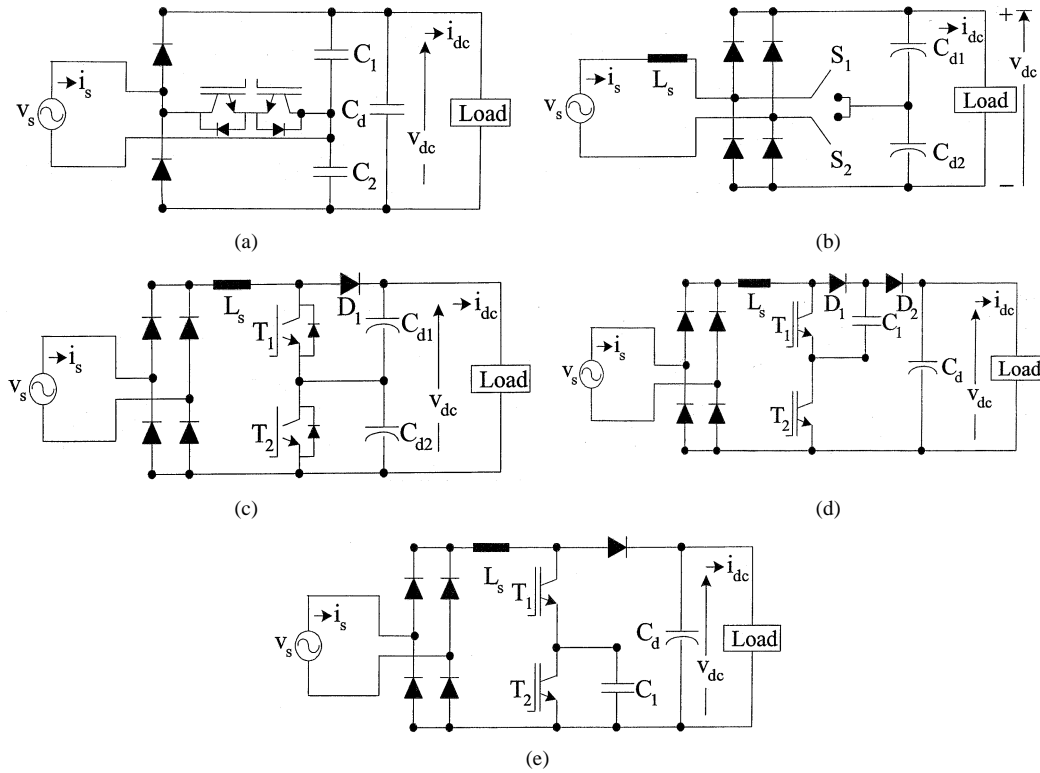 v_s
i_s
C_1
C_d
C_2
v_dc
i_dc
Load
(a)
v_s
i_s
L_s
S_1
S_2
C_d1
C_d2
i_dc
Load
+
v_dc
−
(b)
v_s
i_s
L_s
T_1
T_2
D_1
C_d1
C_d2
v_dc
i_dc
Load
(c)
v_s
i_s
L_s
T_1
T_2
D_1
D_2
C_1
C_d
v_dc
i_dc
Load
(d)
v_s
i_s
L_s
T_1
T_2
C_1
C_d
v_dc
i_dc
Load
(e)